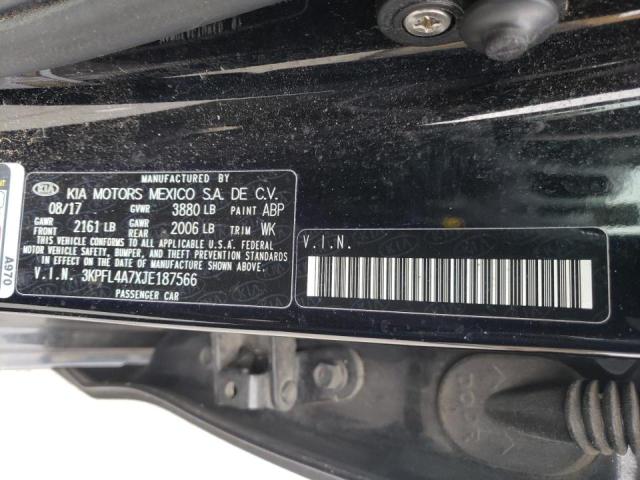 MANUFACTURED BY
KIA KIA MOTORS MEXICO S.A. DE C.V.
08/17 GVWR 3880 LB PAINT ABP
GAWR FRONT 2161 LB GAWR REAR 2006 LB TRIM WK
THIS VEHICLE CONFORMS TO ALL APPLICABLE U.S.A. FEDERAL
MOTOR VEHICLE SAFETY, BUMPER, AND THEFT PREVENTION STANDARDS
IN EFFECT ON THE DATE OF MANUFACTURE SHOWN ABOVE.
V.I.N. 3KPFL4A7XJE187566
PASSENGER CAR
V.I.N.
A970